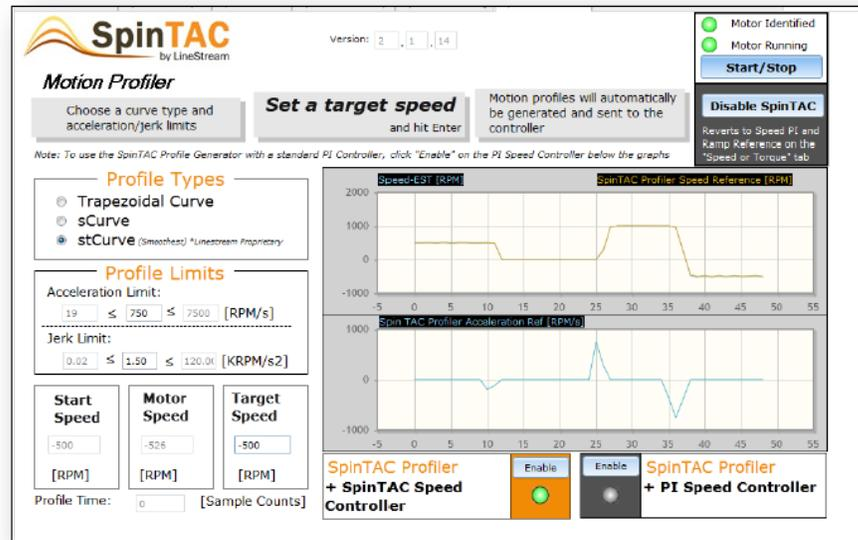 SpinTAC
by LineStream
Version: 2 . 1 . 14
Motor Identified
Motor Running
Start/Stop
Motion Profiler
Choose a curve type and
acceleration/jerk limits
Set a target speed
and hit Enter
Motion profiles will automatically
be generated and sent to the
controller
Disable SpinTAC
Reverts to Speed PI and
Ramp Reference on the
"Speed or Torque" tab
Note: To use the SpinTAC Profile Generator with a standard PI Controller, click "Enable" on the PI Speed Controller below the graphs
Profile Types
Trapezoidal Curve
sCurve
stCurve (Smoothest) *Linestream Proprietary
Profile Limits
Acceleration Limit:
19 ≤ 750 ≤ 7500 [RPM/s]
Jerk Limit:
0.02 ≤ 1.50 ≤ 120.0 [KRPM/s2]
Start
Speed
-500
[RPM]
Motor
Speed
-526
[RPM]
Target
Speed
-500
[RPM]
Profile Time: 0 [Sample Counts]
Speed-EST [RPM] SpinTAC Profiler Speed Reference [RPM]
2000
1000
0
-1000
-5 0 5 10 15 20 25 30 35 40 45 50 55
Spin TAC Profiler Acceleration Ref [RPM/s]
1000
0
-1000
-5 0 5 10 15 20 25 30 35 40 45 50 55
SpinTAC Profiler
+ SpinTAC Speed
Controller
Enable
Enable
SpinTAC Profiler
+ PI Speed Controller